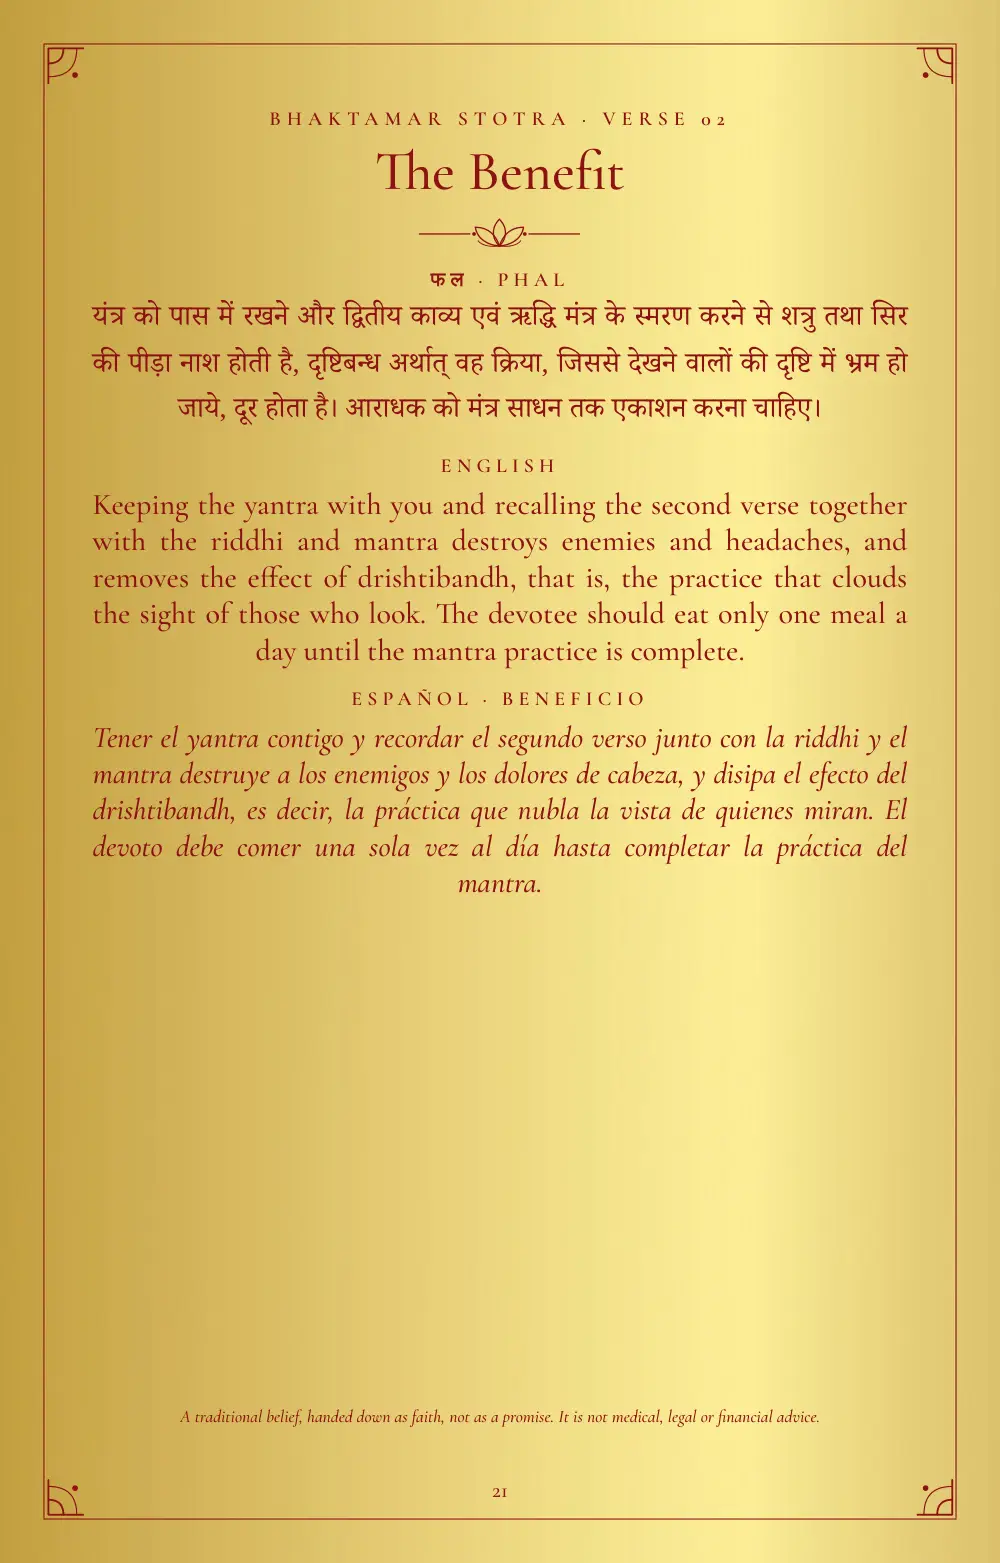 BHAKTAMAR STOTRA · VERSE 02
The Benefit
फल · PHAL
यंत्र को पास में रखने और द्वितीय काव्य एवं ऋद्धि मंत्र के स्मरण करने से शत्रु तथा सिर
की पीड़ा नाश होती है, दृष्टिबन्ध अर्थात् वह क्रिया, जिससे देखने वालों की दृष्टि में भ्रम हो
जाये, दूर होता है। आराधक को मंत्र साधन तक एकाशन करना चाहिए।
ENGLISH
Keeping the yantra with you and recalling the second verse together
with the riddhi and mantra destroys enemies and headaches, and
removes the effect of drishtibandh, that is, the practice that clouds
the sight of those who look. The devotee should eat only one meal a
day until the mantra practice is complete.
ESPAÑOL · BENEFICIO
Tener el yantra contigo y recordar el segundo verso junto con la riddhi y el
mantra destruye a los enemigos y los dolores de cabeza, y disipa el efecto del
drishtibandh, es decir, la práctica que nubla la vista de quienes miran. El
devoto debe comer una sola vez al día hasta completar la práctica del
mantra.
A traditional belief, handed down as faith, not as a promise. It is not medical, legal or financial advice.
21